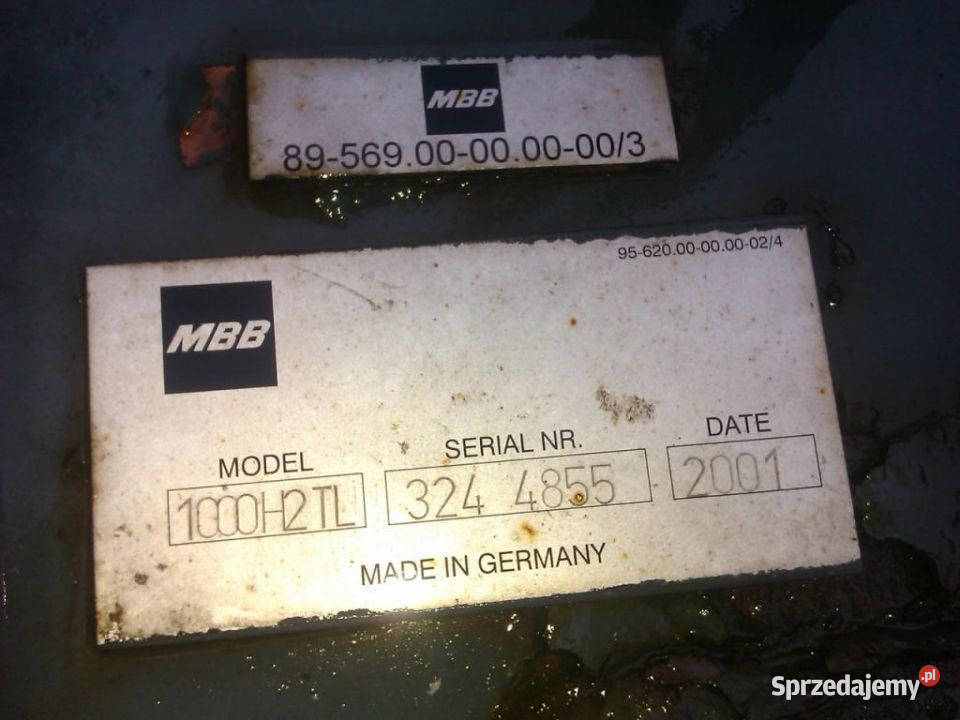 MBB
89-569.00-00.00-00/3
95-620.00-00.00-02/4
MBB
MODEL SERIAL NR. DATE
1000H2TL 324 4855 2001
MADE IN GERMANY
Sprzedajemy.pl